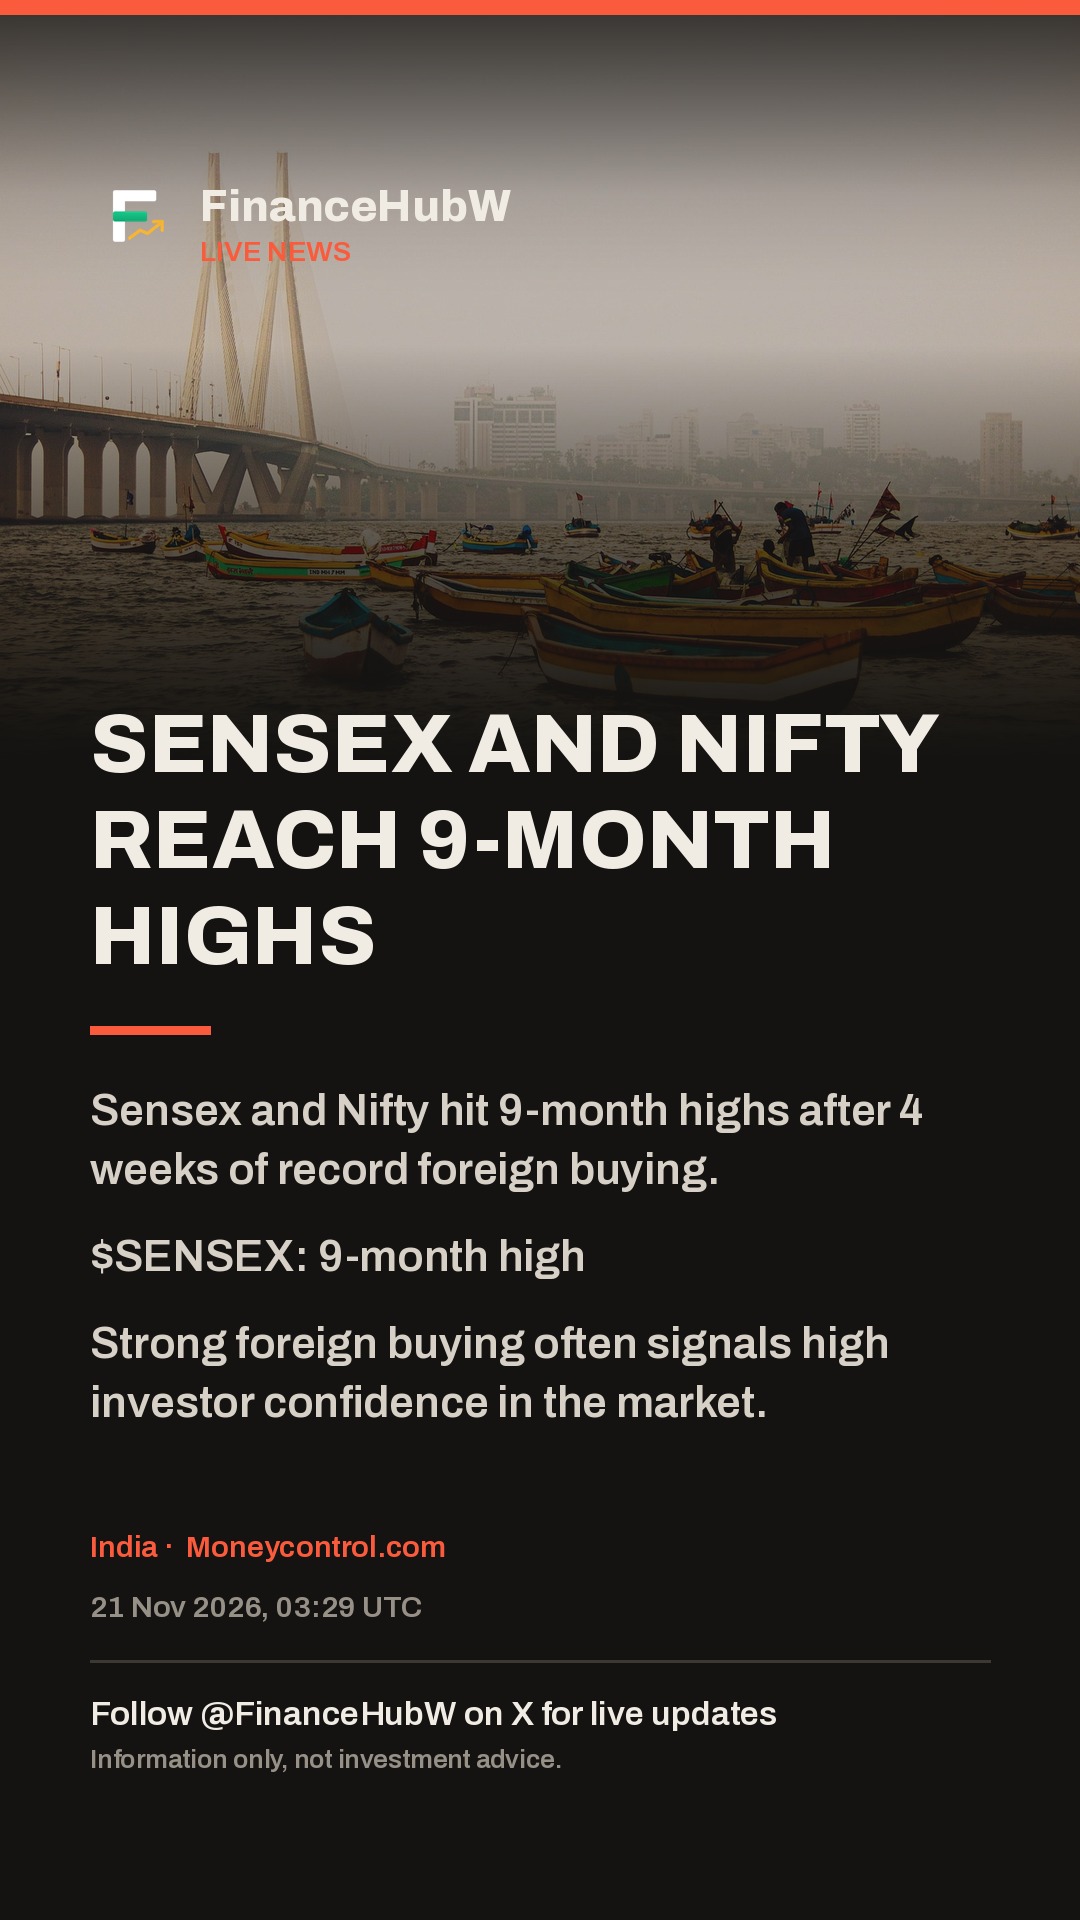 FinanceHubW
LIVE NEWS
SENSEX AND NIFTY
REACH 9-MONTH
HIGHS
Sensex and Nifty hit 9-month highs after 4
weeks of record foreign buying.
$SENSEX: 9-month high
Strong foreign buying often signals high
investor confidence in the market.
India · Moneycontrol.com
21 Nov 2026, 03:29 UTC
Follow @FinanceHubW on X for live updates
Information only, not investment advice.